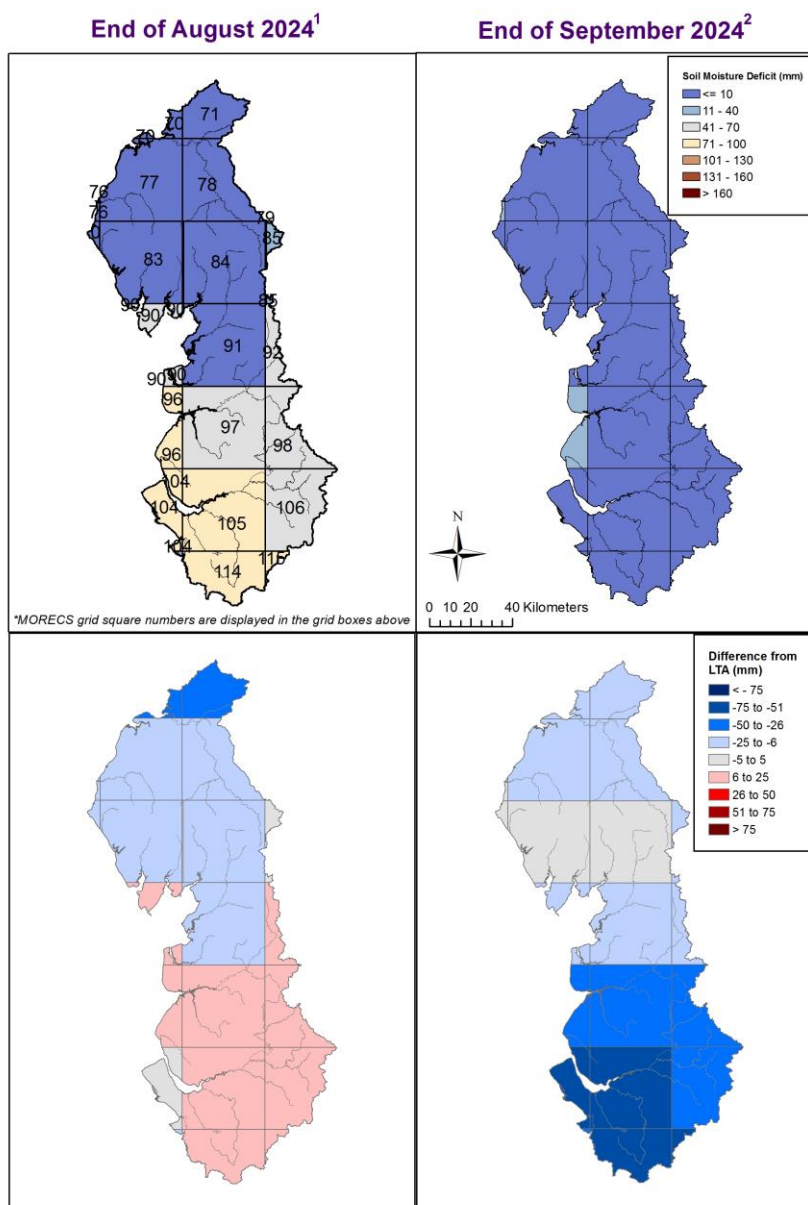 End of August 2024¹
End of September 2024²
71
70
70
77
78
76
76
79
85
83
84
85
90
90
91
92
90
90
96
97
98
96
104
104
105
106
104
115
114
*MORECS grid square numbers are displayed in the grid boxes above
Soil Moisture Deficit (mm)
<= 10
11 - 40
41 - 70
71 - 100
101 - 130
131 - 160
> 160
N
0 5 10 20 40 Kilometers
Difference from
LTA (mm)
< - 75
-75 to -51
-50 to -26
-25 to -6
-5 to 5
6 to 25
26 to 50
51 to 75
> 75